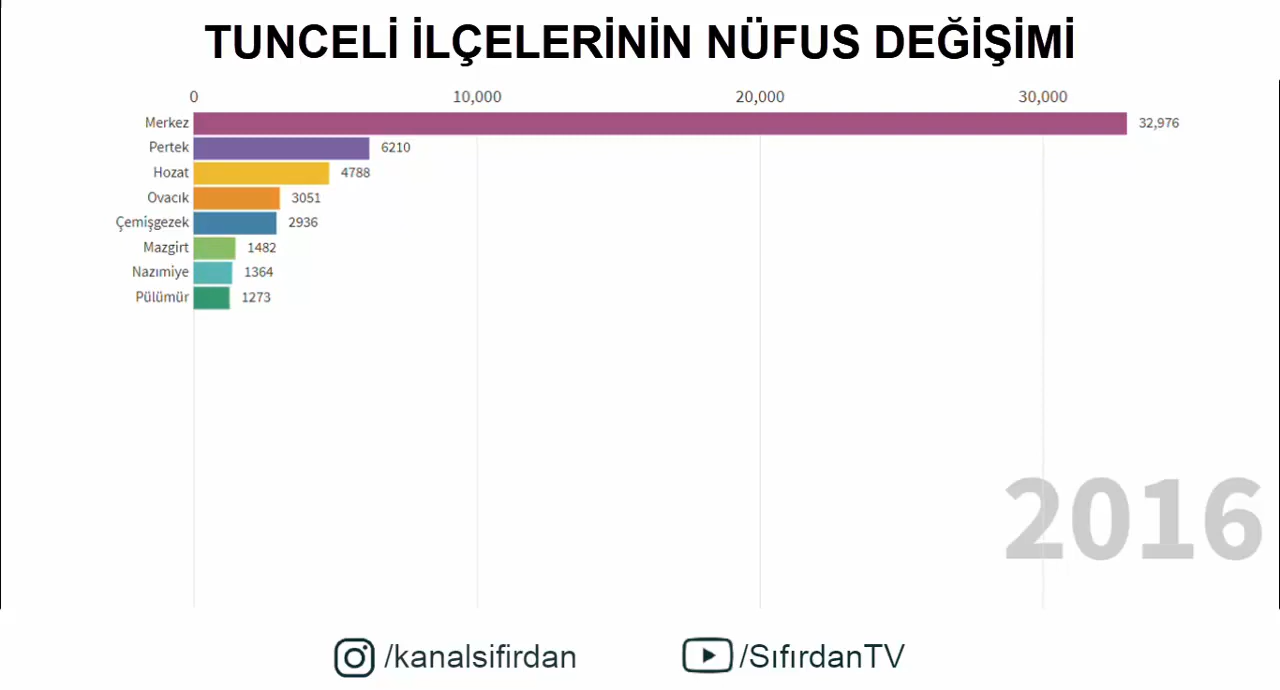 TUNCELİ İLÇELERİNİN NÜFUS DEĞİŞİMİ
0 10,000 20,000 30,000
Merkez 32,976
Pertek 6210
Hozat 4788
Ovacık 3051
Çemişgezek 2936
Mazgirt 1482
Nazımiye 1364
Pülümür 1273
2016
/kanalsifirdan /SıfırdanTV